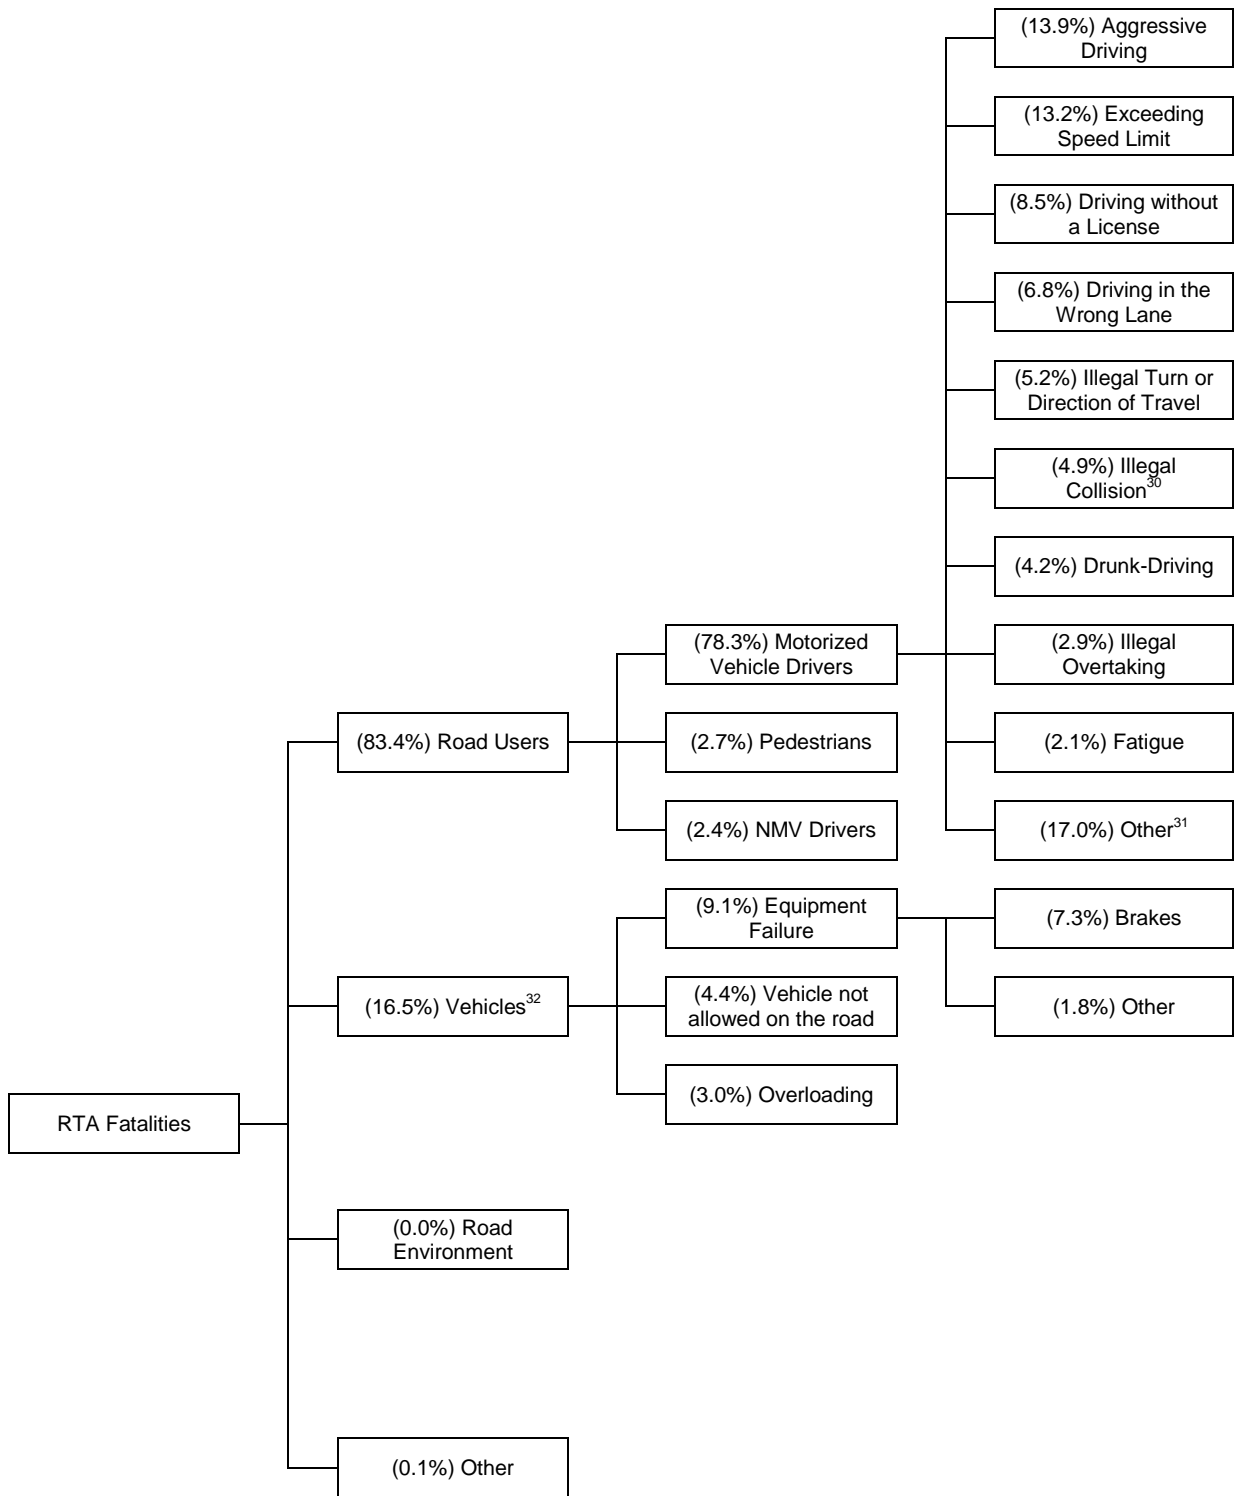 (13.9%) Aggressive
Driving
(13.2%) Exceeding
Speed Limit
(8.5%) Driving without
a License
(6.8%) Driving in the
Wrong Lane
(5.2%) Illegal Turn or
Direction of Travel
(4.9%) Illegal
Collision30
(4.2%) Drunk-Driving
(78.3%) Motorized
Vehicle Drivers
(2.9%) Illegal
Overtaking
(83.4%) Road Users
(2.7%) Pedestrians
(2.1%) Fatigue
(2.4%) NMV Drivers
(17.0%) Other31
(9.1%) Equipment
Failure
(7.3%) Brakes
(16.5%) Vehicles32
(4.4%) Vehicle not
allowed on the road
(1.8%) Other
(3.0%) Overloading
RTA Fatalities
(0.0%) Road
Environment
(0.1%) Other